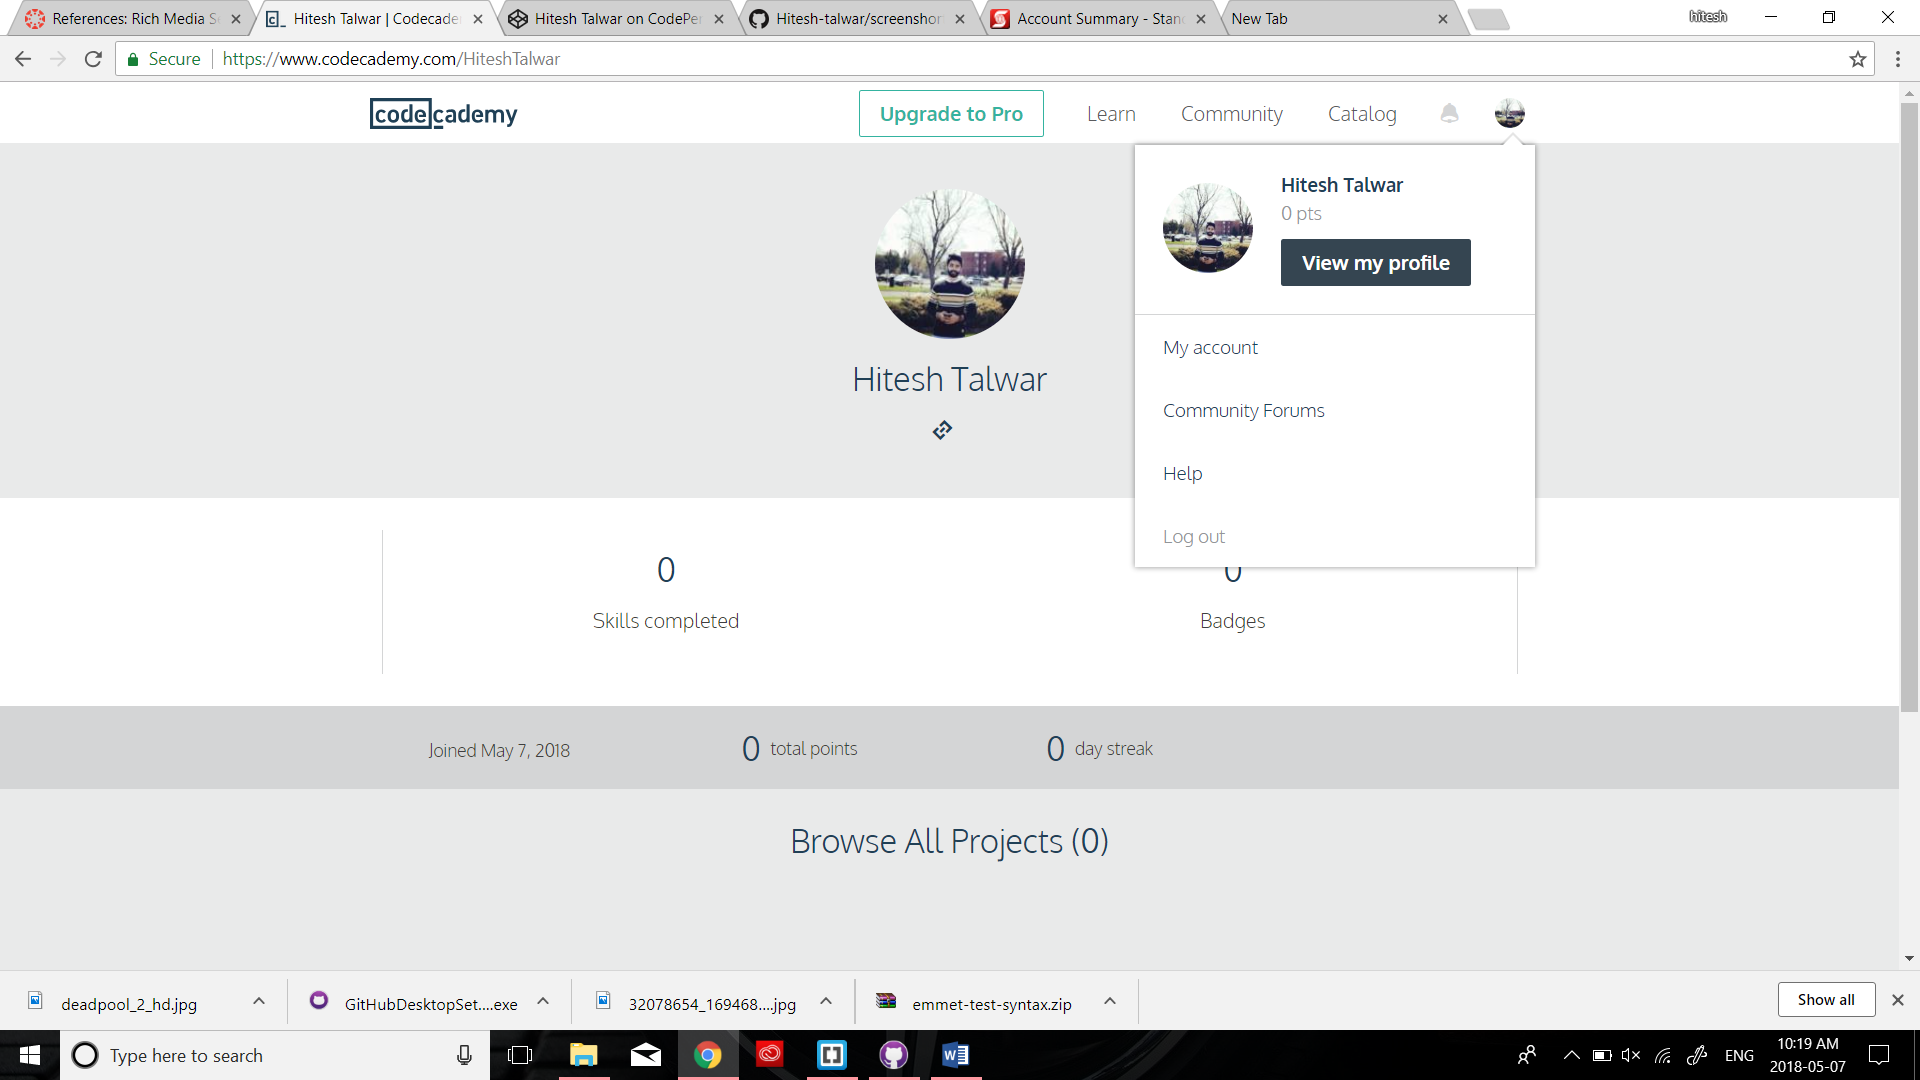 References: Rich Media S
Hitesh Talwar | Codecade
Hitesh Talwar on CodePe
Hitesh-talwar/screenshor
Account Summary - Stan
New Tab
hitesh
Secure
https://www.codecademy.com/HiteshTalwar
codecademy
Upgrade to Pro
Learn
Community
Catalog
Hitesh Talwar
0 pts
View my profile
My account
Community Forums
Help
Log out
Hitesh Talwar
0
Skills completed
0
Badges
Joined May 7, 2018
0 total points
0 day streak
Browse All Projects (0)
deadpool_2_hd.jpg
GitHubDesktopSet....exe
32078654_169468....jpg
emmet-test-syntax.zip
Show all
Type here to search
ENG
10:19 AM
2018-05-07